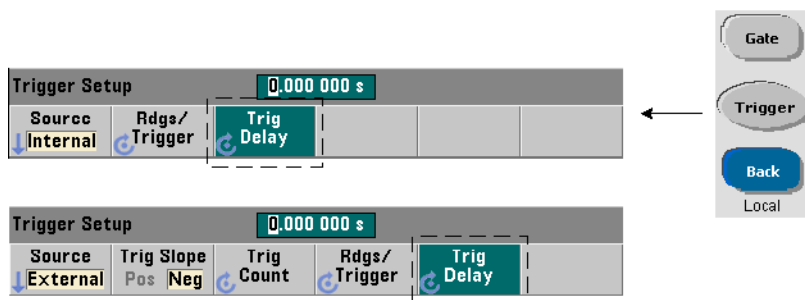 Trigger Setup 0.000 000 s
Source Rdgs/ Trig
Internal Trigger Delay
Trigger Setup 0.000 000 s
Source Trig Slope Trig Rdgs/ Trig
External Pos Neg Count Trigger Delay
Gate
Trigger
Back
Local